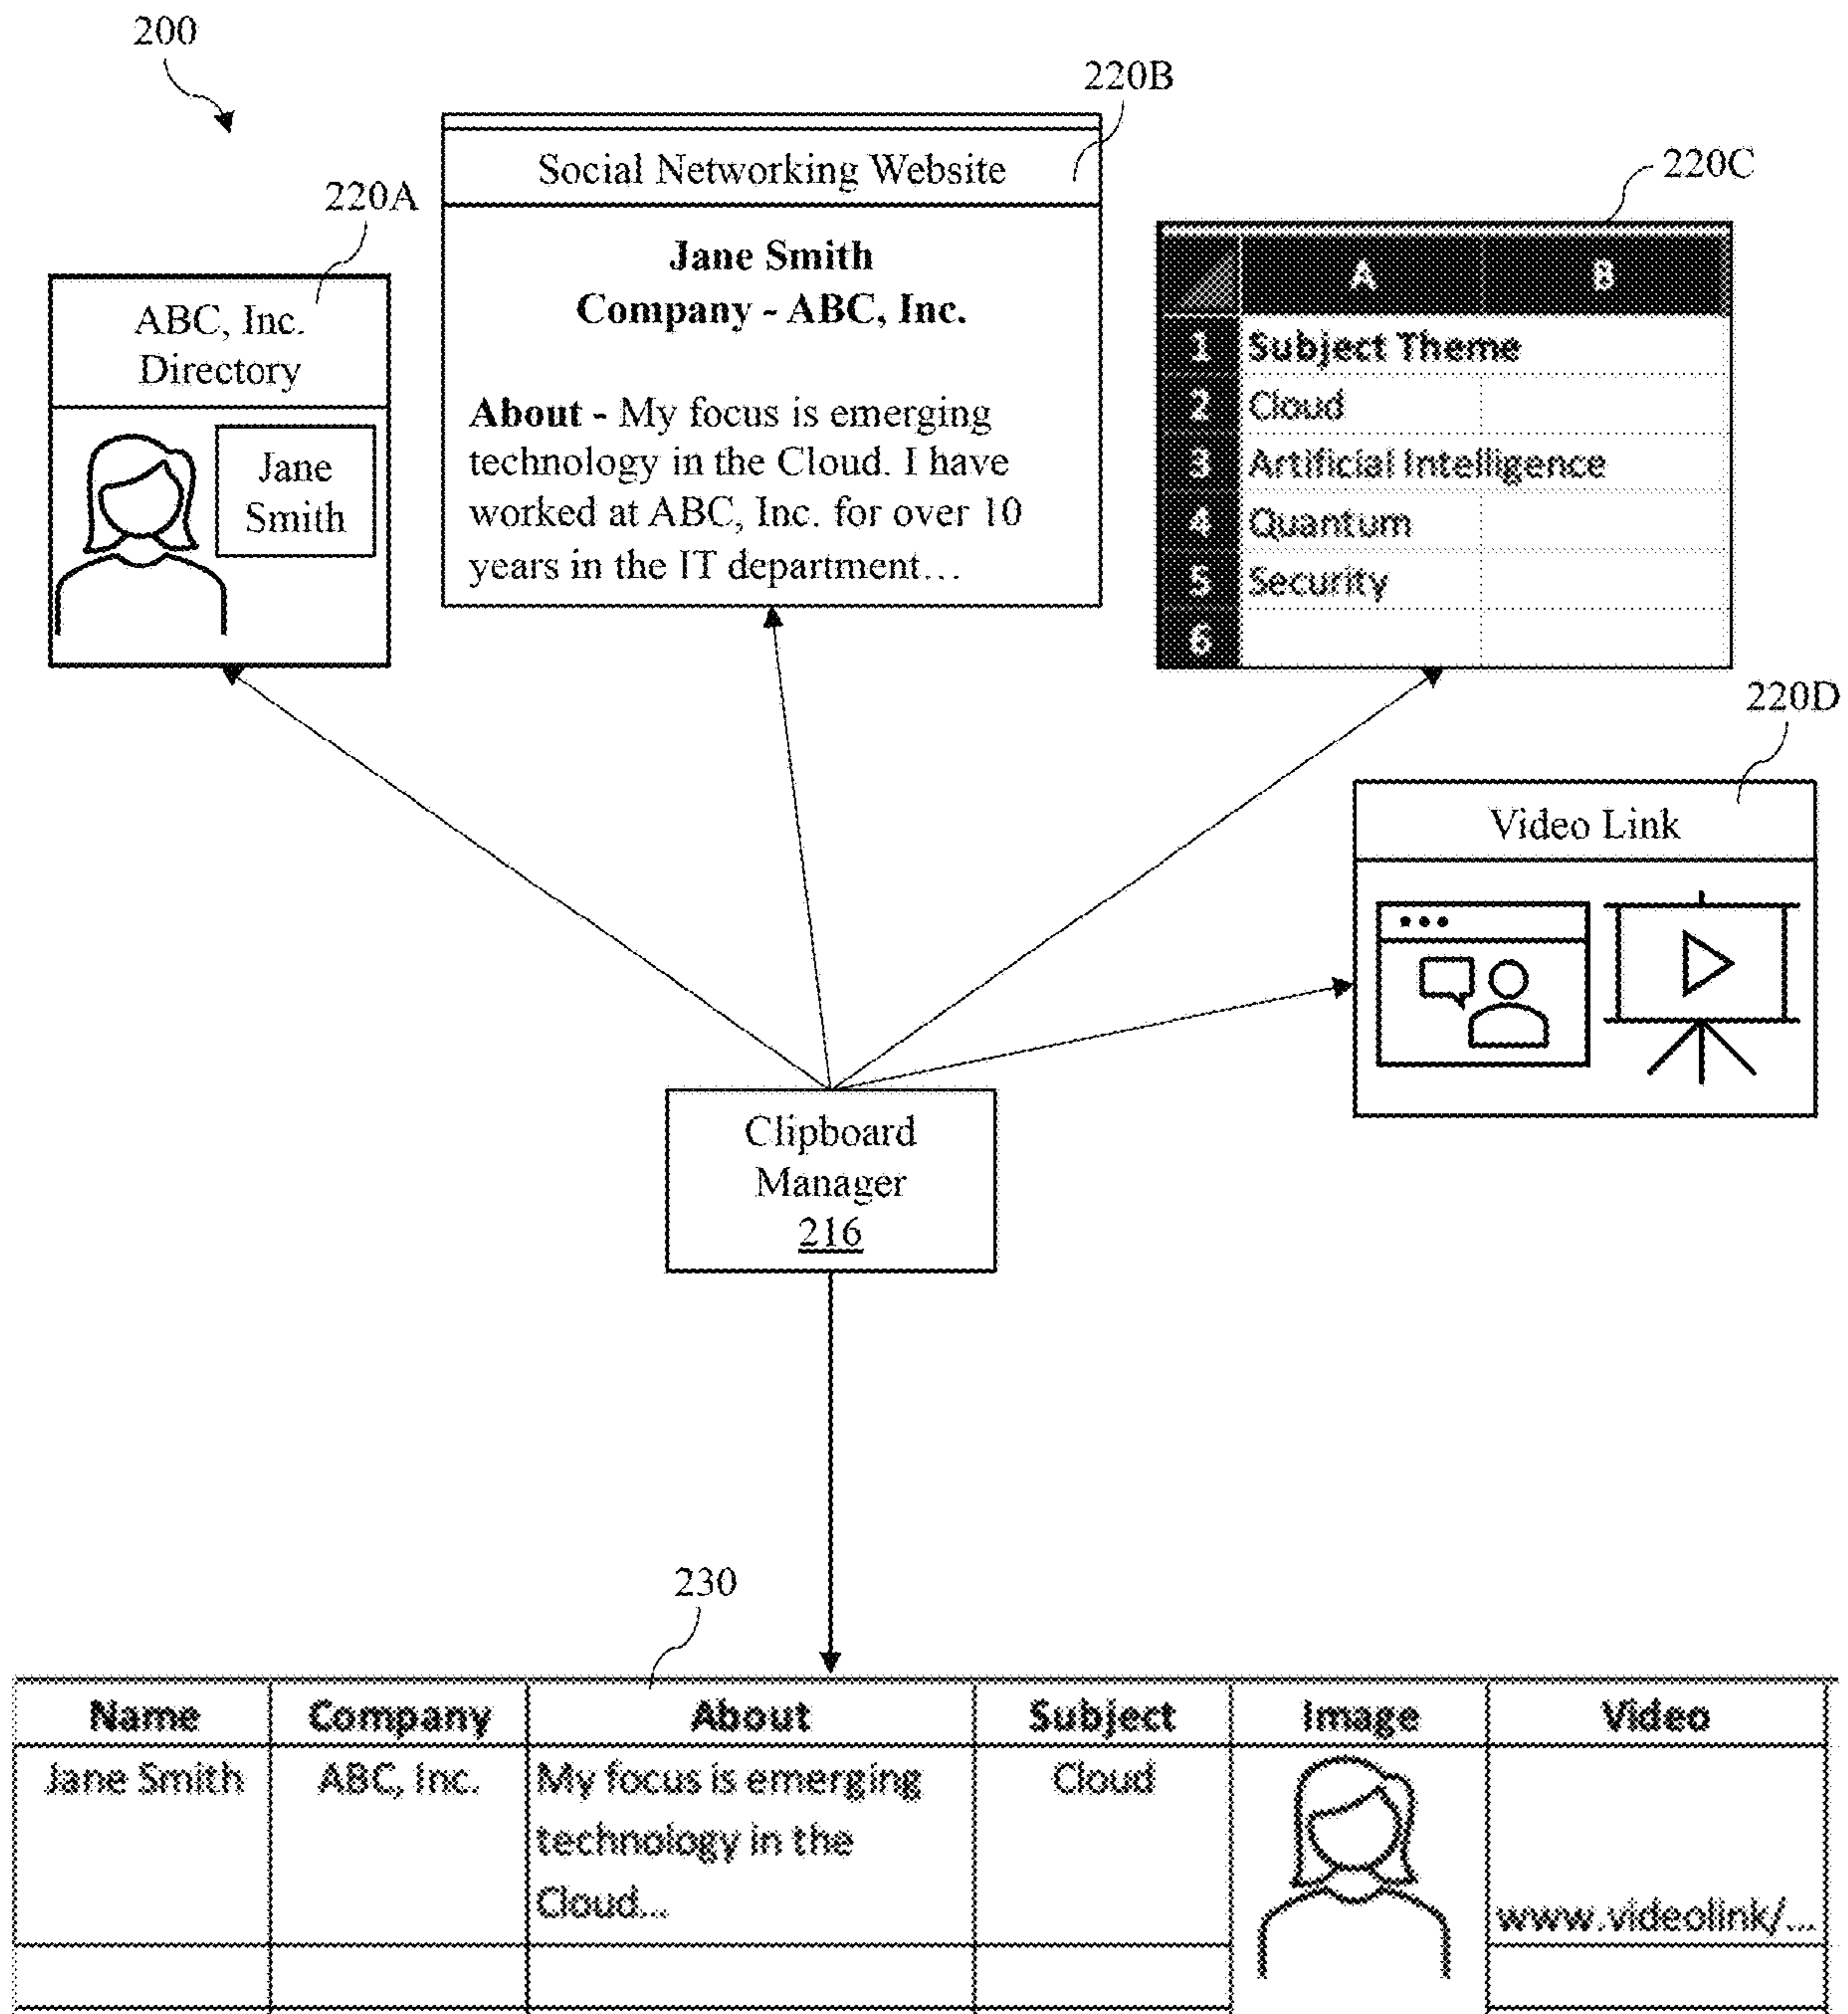 200
220A
ABC, Inc.
Directory
Jane
Smith
220B
Social Networking Website
Jane Smith
Company - ABC, Inc.
About - My focus is emerging
technology in the Cloud. I have
worked at ABC, Inc. for over 10
years in the IT department...
220C
A B
1 Subject Theme
2 Cloud
3 Artificial Intelligence
4 Quantum
5 Security
6
220D
Video Link
Clipboard
Manager
216
230
Name Company About Subject Image Video
Jane Smith ABC, Inc. My focus is emerging Cloud
technology in the
Cloud...
www.videolink/...